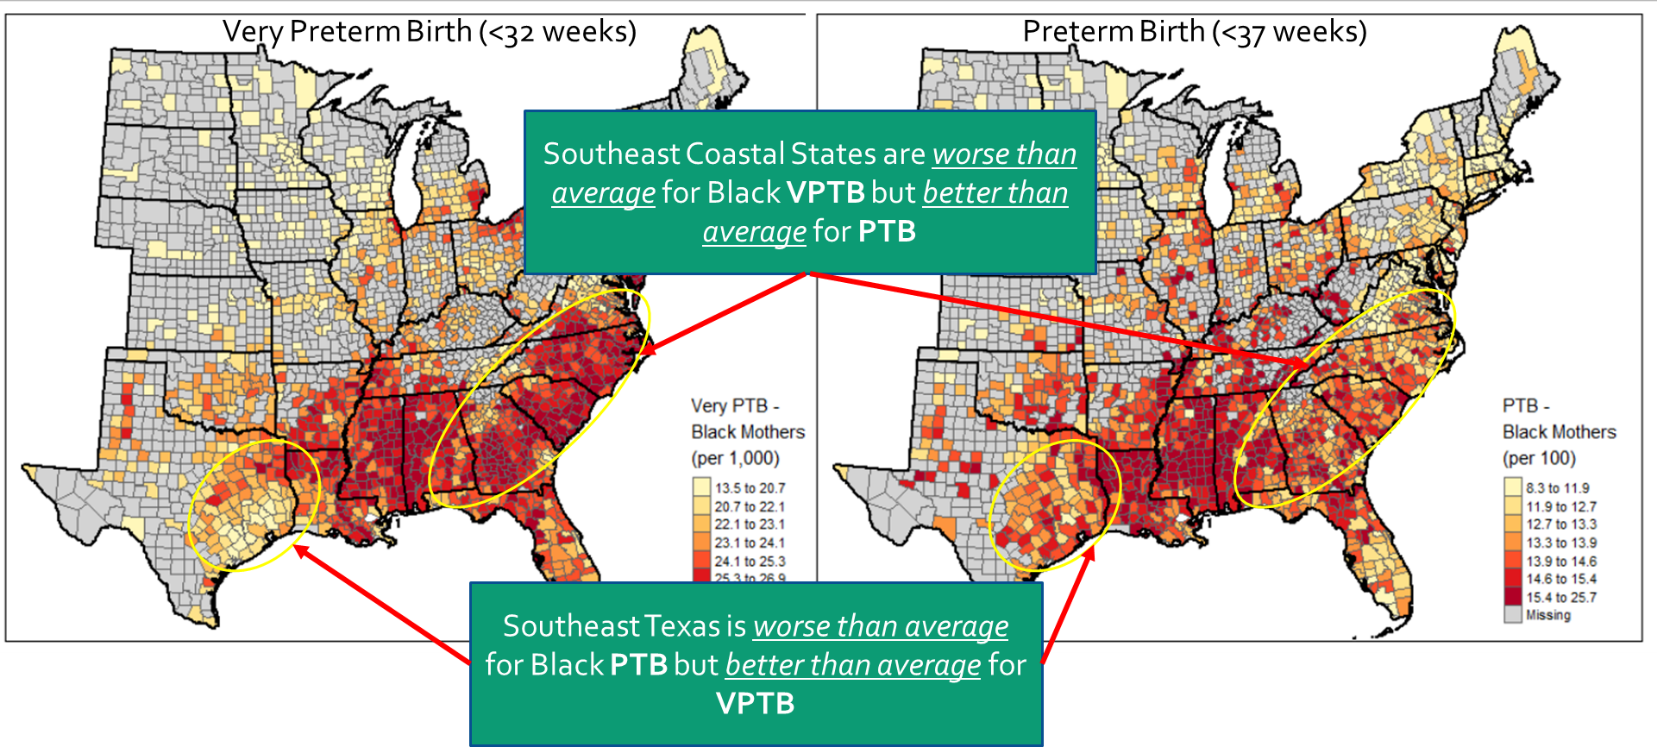 Very Preterm Birth (<32 weeks)
Preterm Birth (<37 weeks)
Southeast Coastal States are worse than
average for Black VPTB but better than
average for PTB
Very PTB -
Black Mothers
(per 1,000)
13.5 to 20.7
20.7 to 22.1
22.1 to 23.1
23.1 to 24.1
24.1 to 25.3
25.3 to 26.9
PTB -
Black Mothers
(per 100)
8.3 to 11.9
11.9 to 12.7
12.7 to 13.3
13.3 to 13.9
13.9 to 14.6
14.6 to 15.4
15.4 to 25.7
Missing
Southeast Texas is worse than average
for Black PTB but better than average for
VPTB